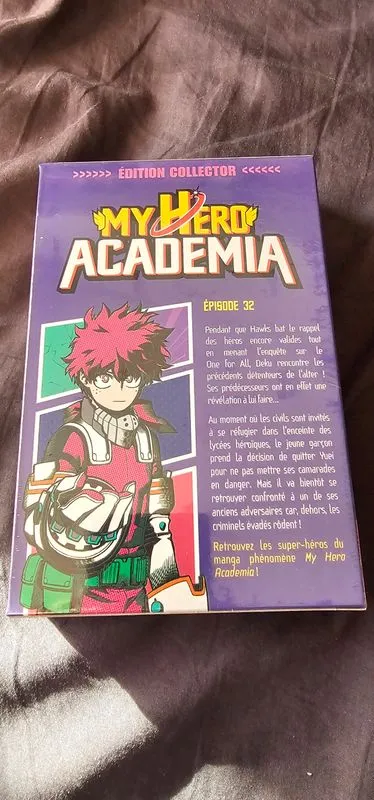 >>>>>> ÉDITION COLLECTOR <<<<<<
MY HERO
ACADEMIA
ÉPISODE 32
Pendant que Hawks bat le rappel
des héros encore valides tout
en menant l'enquête sur le
One for All, Deku rencontre les
précédents détenteurs de l'alter !
Ses prédécesseurs ont en effet une
révélation à lui faire...
Au moment où les civils sont invités
à se réfugier dans l'enceinte des
lycées héroïques, le jeune garçon
prend la décision de quitter Yuei
pour ne pas mettre ses camarades
en danger. Mais il va bientôt se
retrouver confronté à un de ses
anciens adversaires car, dehors, les
criminels évadés rôdent !
Retrouvez les super-héros du
manga phénomène My Hero
Academia !